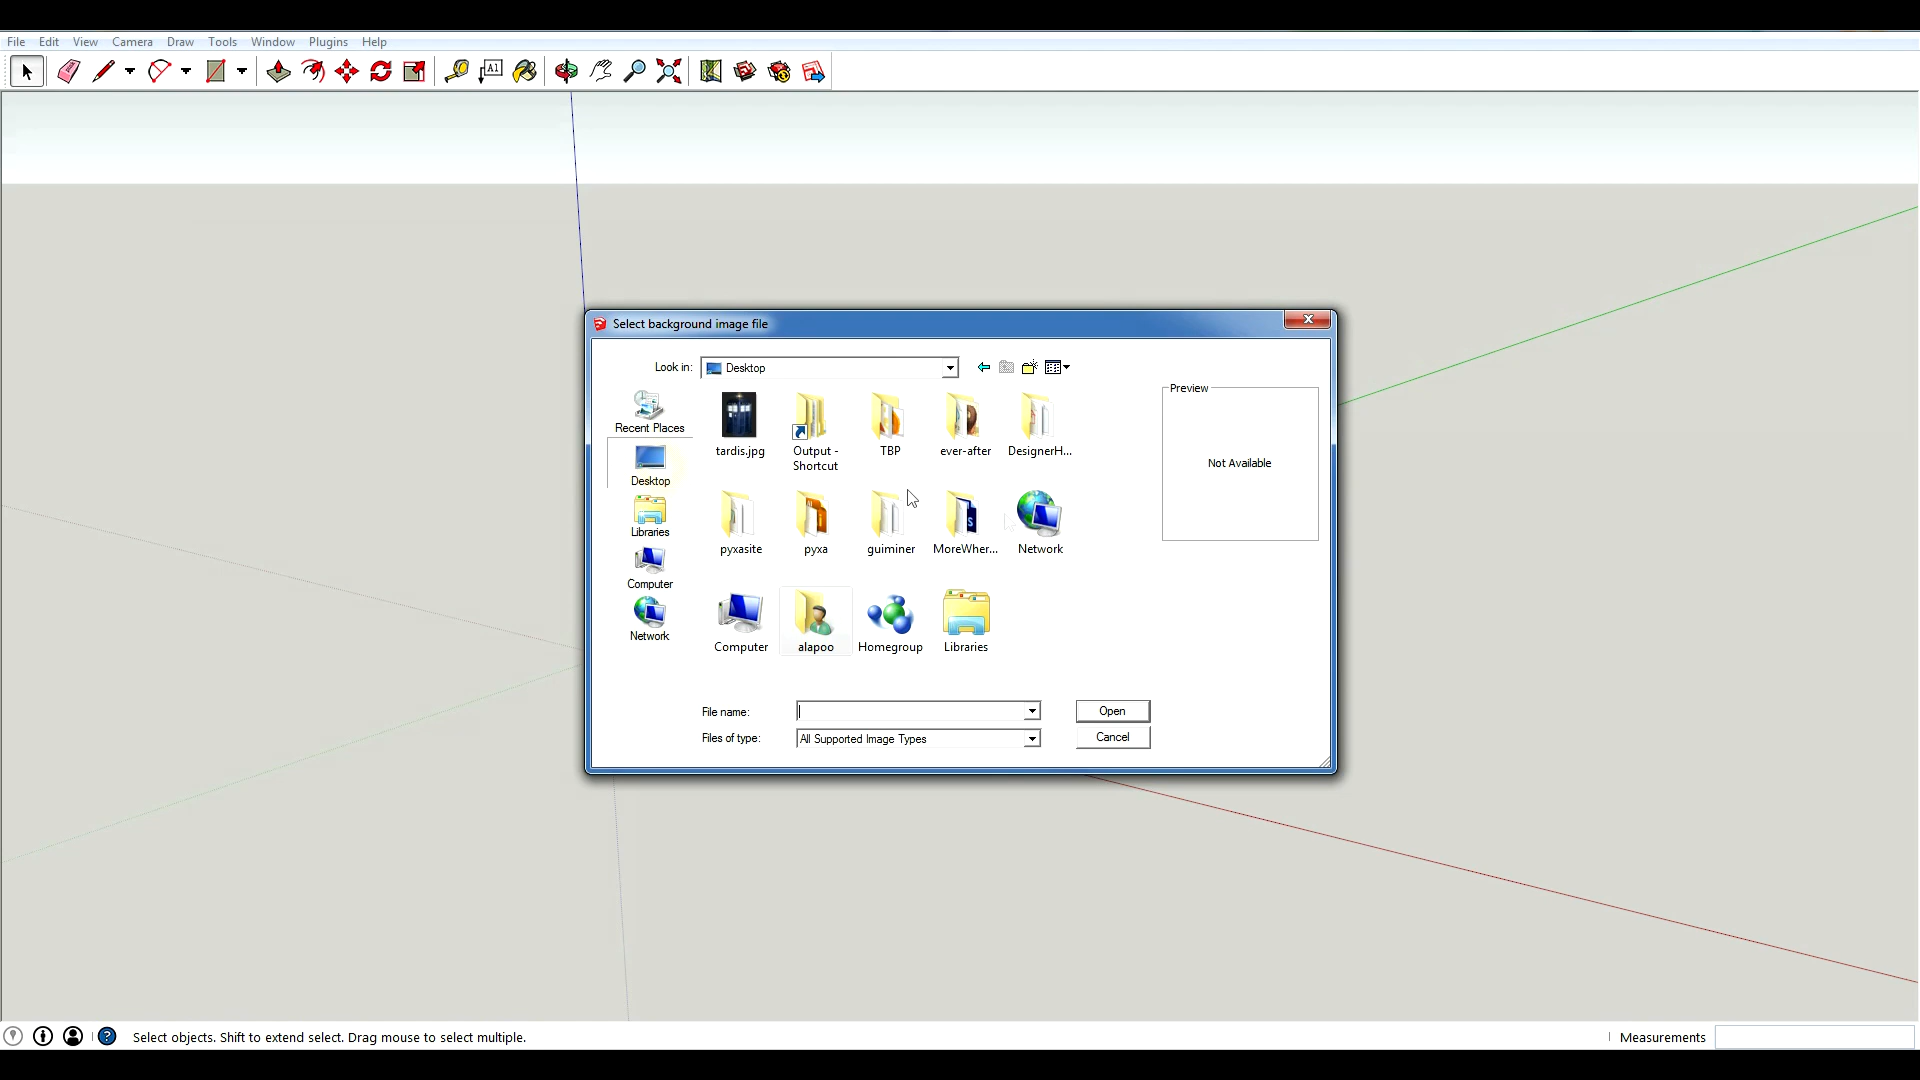 File Edit View Camera Draw Tools Window Plugins Help
A1
Select background image file
Look in: Desktop
Preview
Not Available
Recent Places
Desktop
Libraries
Computer
Network
tardis.jpg
Output - Shortcut
TBP
ever-after
DesignerH...
pyxasite
pyxa
guiminer
MoreWher...
Network
Computer
alapoo
Homegroup
Libraries
File name:
Open
Files of type: All Supported Image Types
Cancel
Select objects. Shift to extend select. Drag mouse to select multiple.
Measurements